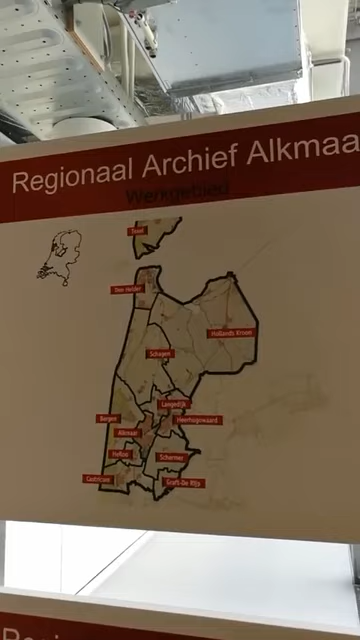 Regionaal Archief Alkmaa
Werkgebied
Texel
Den Helder
Hollands Kroon
Schagen
Langedijk
Bergen
Heerhugowaard
Alkmaar
Heiloo
Schermer
Castricum
Graft-De Rijp